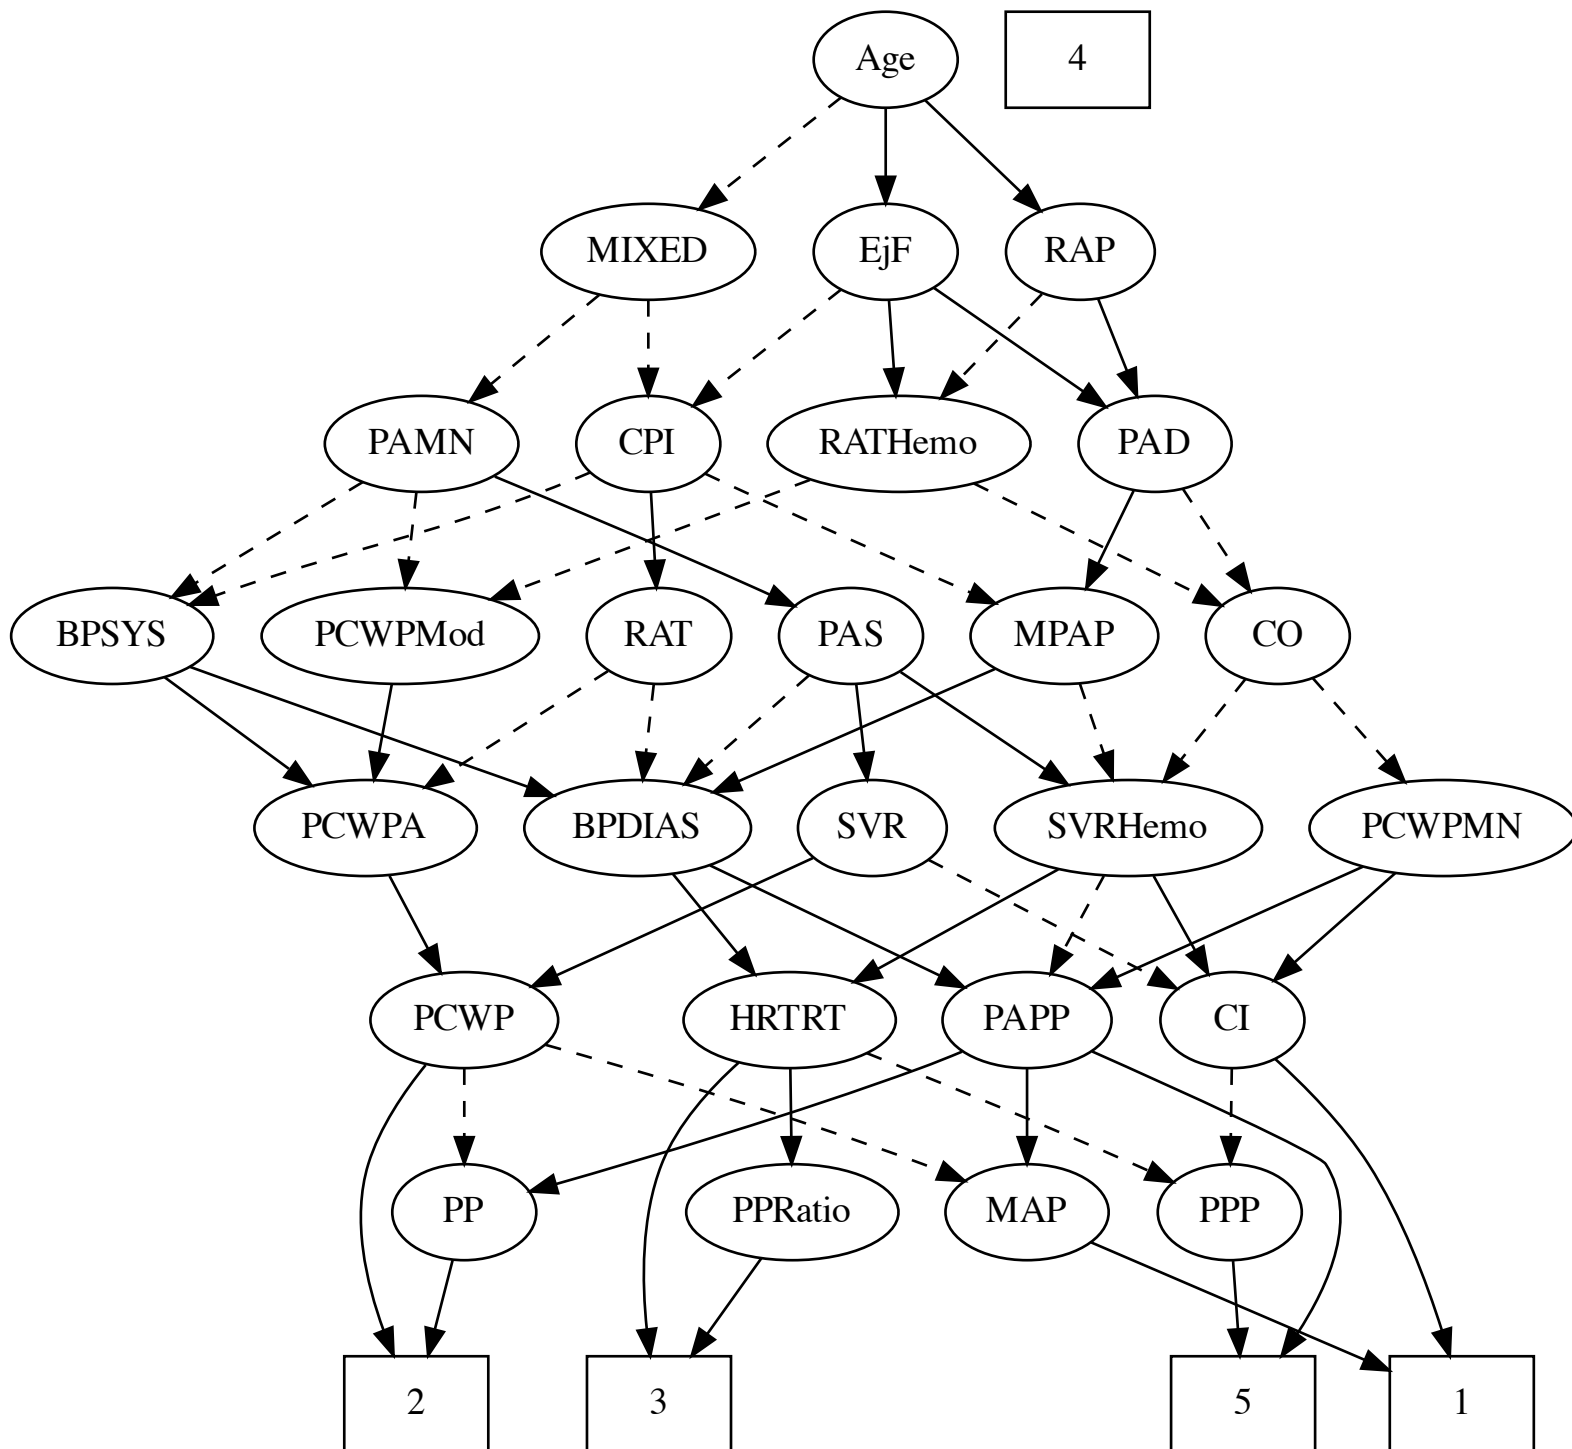 Age
4
MIXED
EjF
RAP
PAMN
CPI
RATHemo
PAD
BPSYS
PCWPMod
RAT
PAS
MPAP
CO
PCWPA
BPDIAS
SVR
SVRHemo
PCWPMN
PCWP
HRTRT
PAPP
CI
PP
PPRatio
MAP
PPP
2
3
5
1